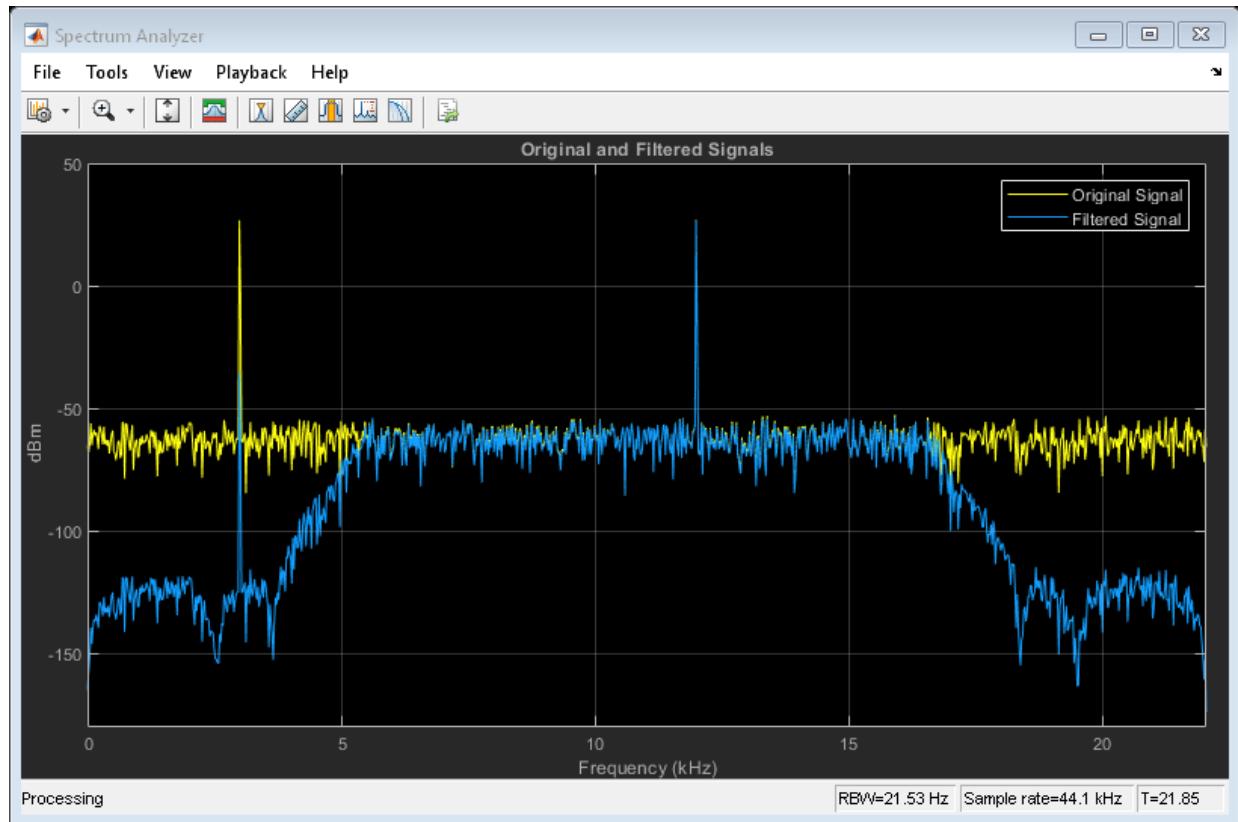 Spectrum Analyzer
File Tools View Playback Help
Original and Filtered Signals
Original Signal
Filtered Signal
50
0
-50
-100
-150
dBm
0 5 10 15 20
Frequency (kHz)
Processing RBW=21.53 Hz Sample rate=44.1 kHz T=21.85